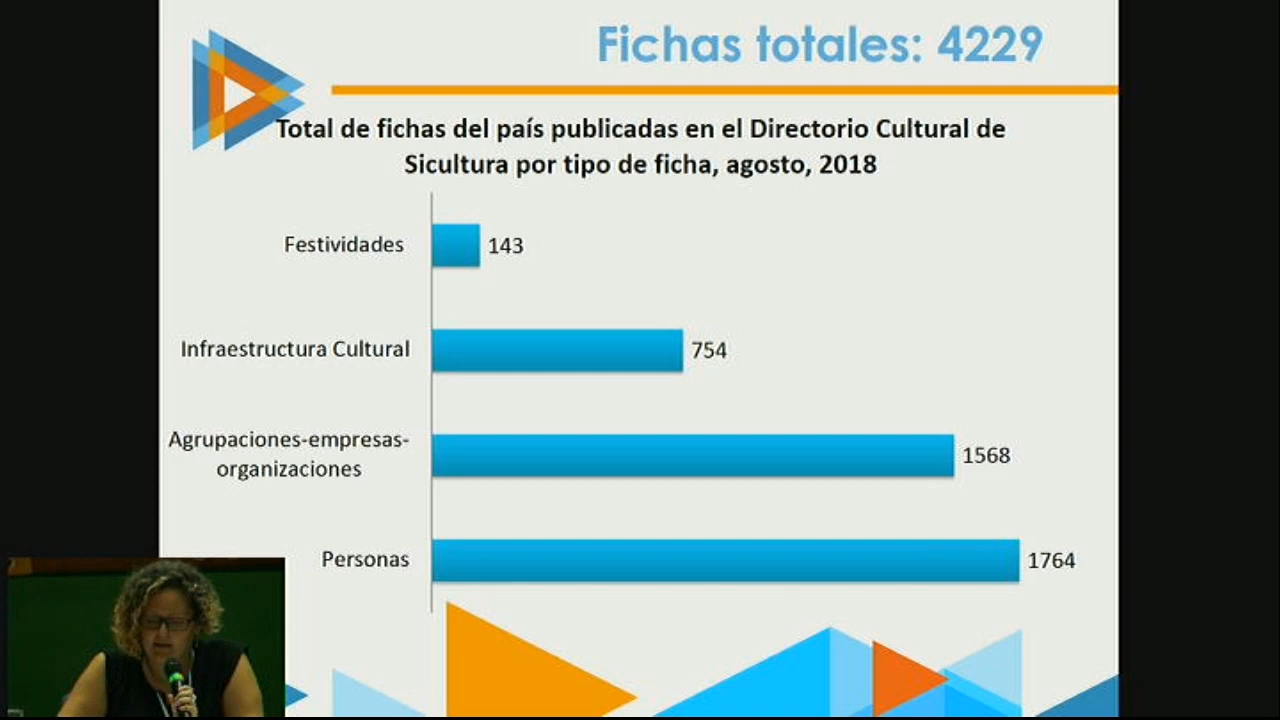 Fichas totales: 4229
Total de fichas del país publicadas en el Directorio Cultural de
Sicultura por tipo de ficha, agosto, 2018
Festividades 143
Infraestructura Cultural 754
Agrupaciones-empresas-
organizaciones 1568
Personas 1764